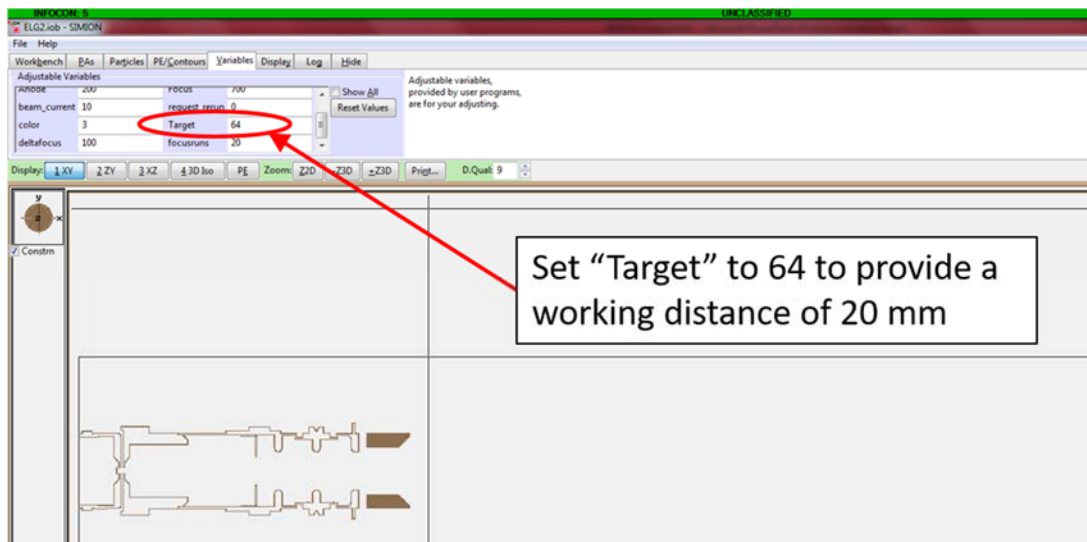 INFOCON: 5 UNCLASSIFIED
ELG2.iob - SIMION
File Help
Workbench PAs Particles PE/Contours Variables Display Log Hide
Adjustable Variables
Anode 200 Focus 700 Show All
beam_current 10 request_rerun 0 Reset Values
color 3 Target 64
deltafocus 100 focusruns 20
Adjustable variables,
provided by user programs,
are for your adjusting.
Display: 1 XY 2 ZY 3 XZ 4 3D Iso PE Zoom: Z2D -Z3D +Z3D Print... D.Qual: 9
y
z x
Constrn
Set “Target” to 64 to provide a
working distance of 20 mm